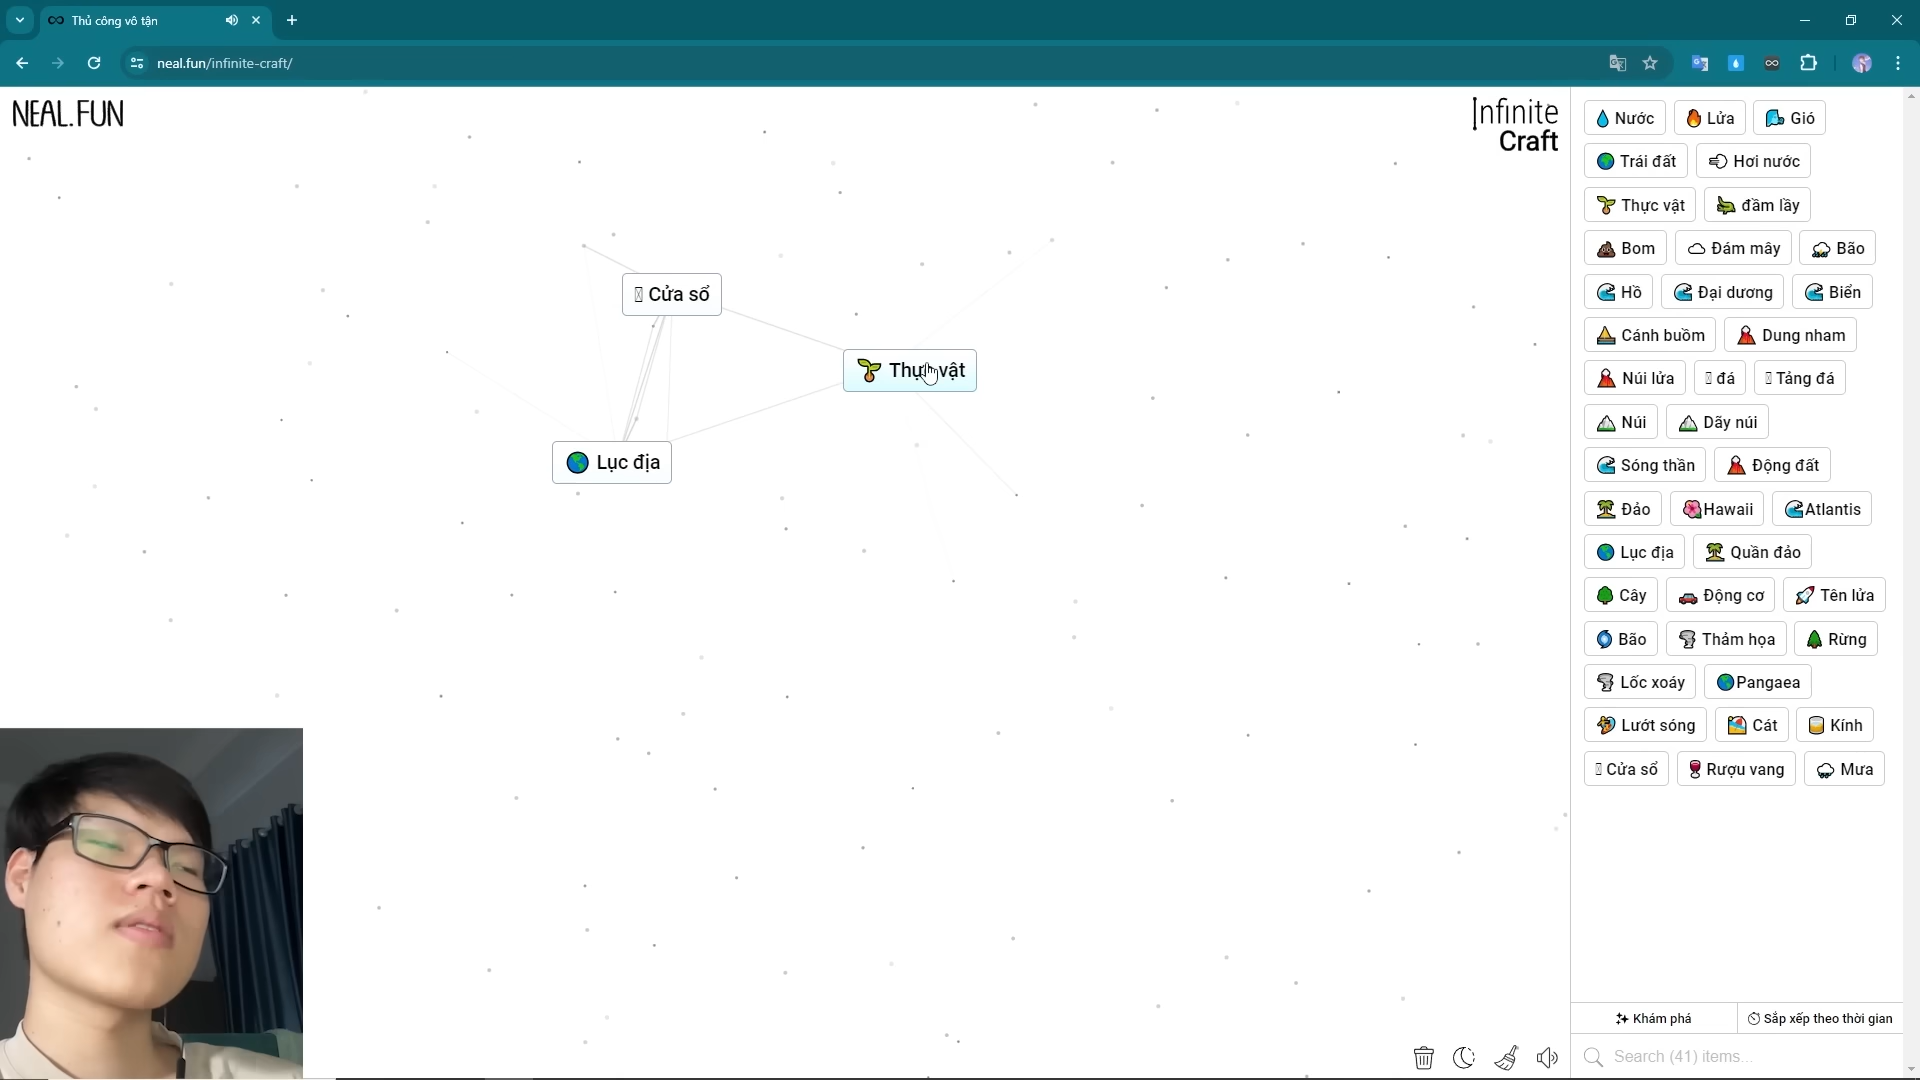 Thủ công vô tận
neal.fun/infinite-craft/
NEAL.FUN
Infinite
Craft
Cửa sổ
Thực vật
Lục địa
Nước Lửa Gió
Trái đất Hơi nước
Thực vật đầm lầy
Bom Đám mây Bão
Hồ Đại dương Biển
Cánh buồm Dung nham
Núi lửa đá Tảng đá
Núi Dãy núi
Sóng thần Động đất
Đảo Hawaii Atlantis
Lục địa Quần đảo
Cây Động cơ Tên lửa
Bão Thảm họa Rừng
Lốc xoáy Pangaea
Lướt sóng Cát Kính
Cửa sổ Rượu vang Mưa
Khám phá Sắp xếp theo thời gian
Search (41) items...